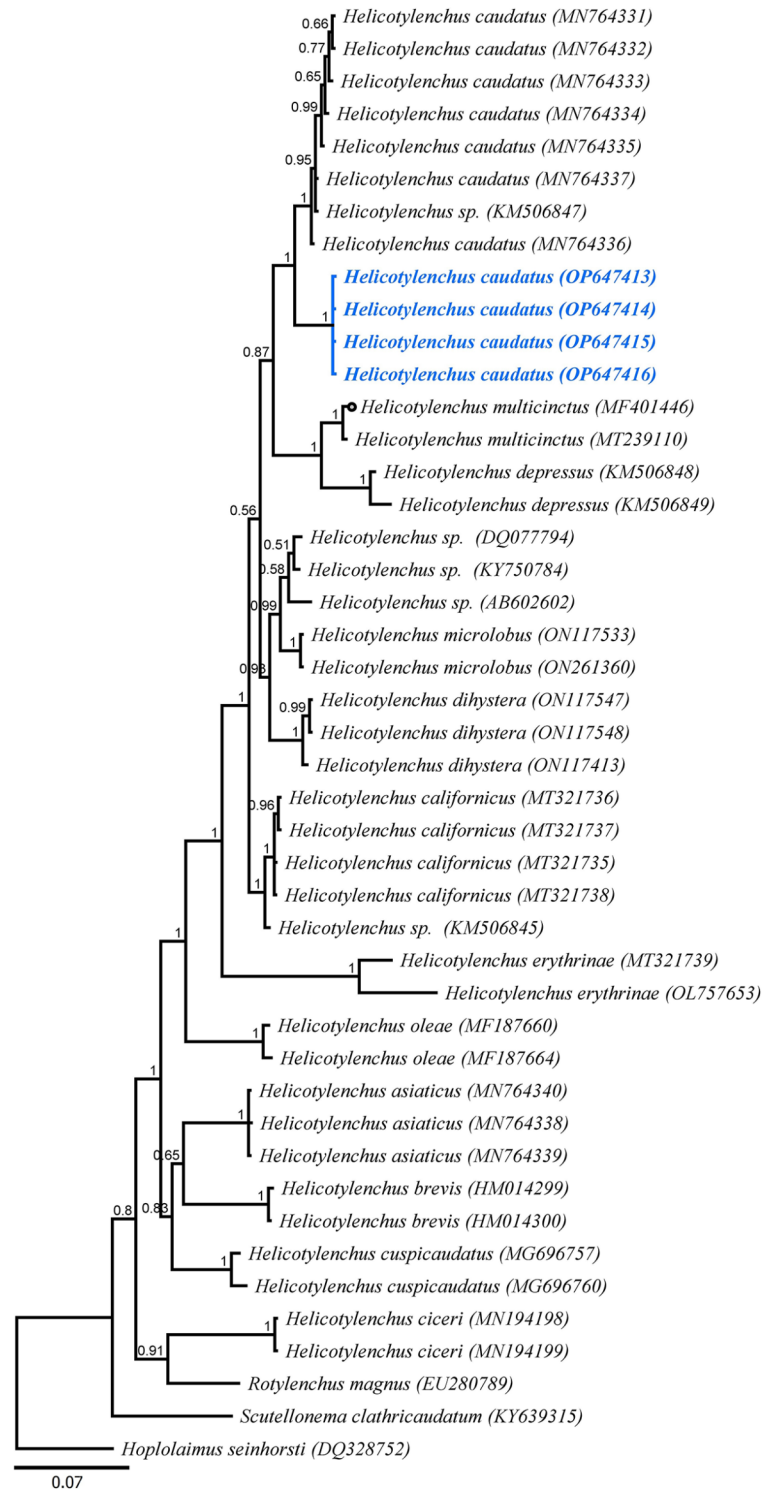 0.66
Helicotylenchus caudatus (MN764331)
0.77
Helicotylenchus caudatus (MN764332)
0.65
Helicotylenchus caudatus (MN764333)
0.99
Helicotylenchus caudatus (MN764334)
Helicotylenchus caudatus (MN764335)
0.95
Helicotylenchus caudatus (MN764337)
1
Helicotylenchus sp. (KM506847)
Helicotylenchus caudatus (MN764336)
1
Helicotylenchus caudatus (OP647413)
Helicotylenchus caudatus (OP647414)
1
Helicotylenchus caudatus (OP647415)
0.87
Helicotylenchus caudatus (OP647416)
1
Helicotylenchus multicinctus (MF401446)
Helicotylenchus multicinctus (MT239110)
1
Helicotylenchus depressus (KM506848)
1
Helicotylenchus depressus (KM506849)
0.56
Helicotylenchus sp. (DQ077794)
0.51
Helicotylenchus sp. (KY750784)
0.58
Helicotylenchus sp. (AB602602)
0.99
Helicotylenchus microlobus (ON117533)
1
Helicotylenchus microlobus (ON261360)
0.93
Helicotylenchus dihystera (ON117547)
0.99
1
Helicotylenchus dihystera (ON117548)
1
Helicotylenchus dihystera (ON117413)
Helicotylenchus californicus (MT321736)
0.96
Helicotylenchus californicus (MT321737)
1
1
Helicotylenchus californicus (MT321735)
1
Helicotylenchus californicus (MT321738)
Helicotylenchus sp. (KM506845)
1
Helicotylenchus erythrinae (MT321739)
1
Helicotylenchus erythrinae (OL757653)
Helicotylenchus oleae (MF187660)
1
Helicotylenchus oleae (MF187664)
1
Helicotylenchus asiaticus (MN764340)
1
Helicotylenchus asiaticus (MN764338)
0.65
Helicotylenchus asiaticus (MN764339)
Helicotylenchus brevis (HM014299)
1
0.8
0.83
Helicotylenchus brevis (HM014300)
Helicotylenchus cuspicaudatus (MG696757)
1
Helicotylenchus cuspicaudatus (MG696760)
Helicotylenchus ciceri (MN194198)
1
Helicotylenchus ciceri (MN194199)
0.91
Rotylenchus magnus (EU280789)
Scutellonema clathricaudatum (KY639315)
Hoplolaimus seinhorsti (DQ328752)
0.07